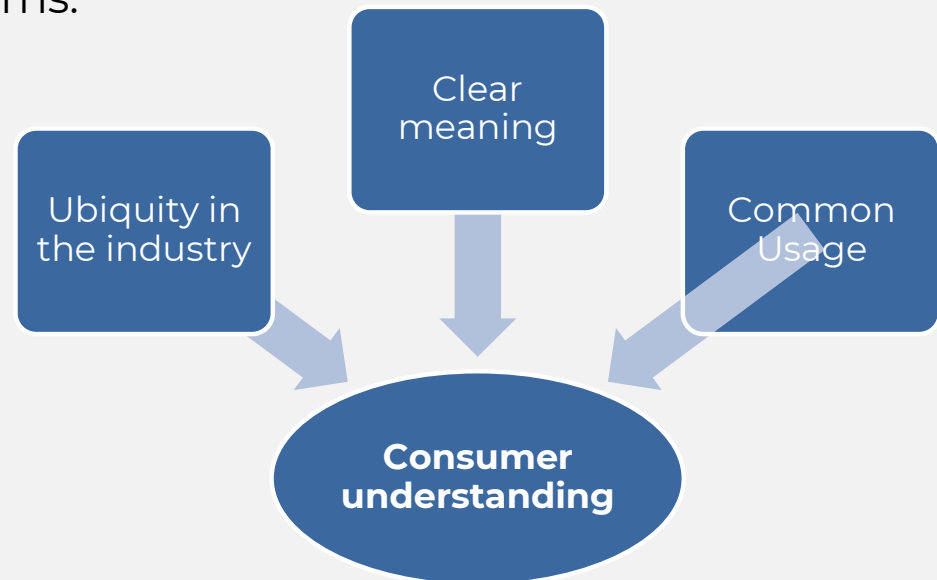 Clear
meaning
Ubiquity in
the industry
Common
Usage
Consumer
understanding